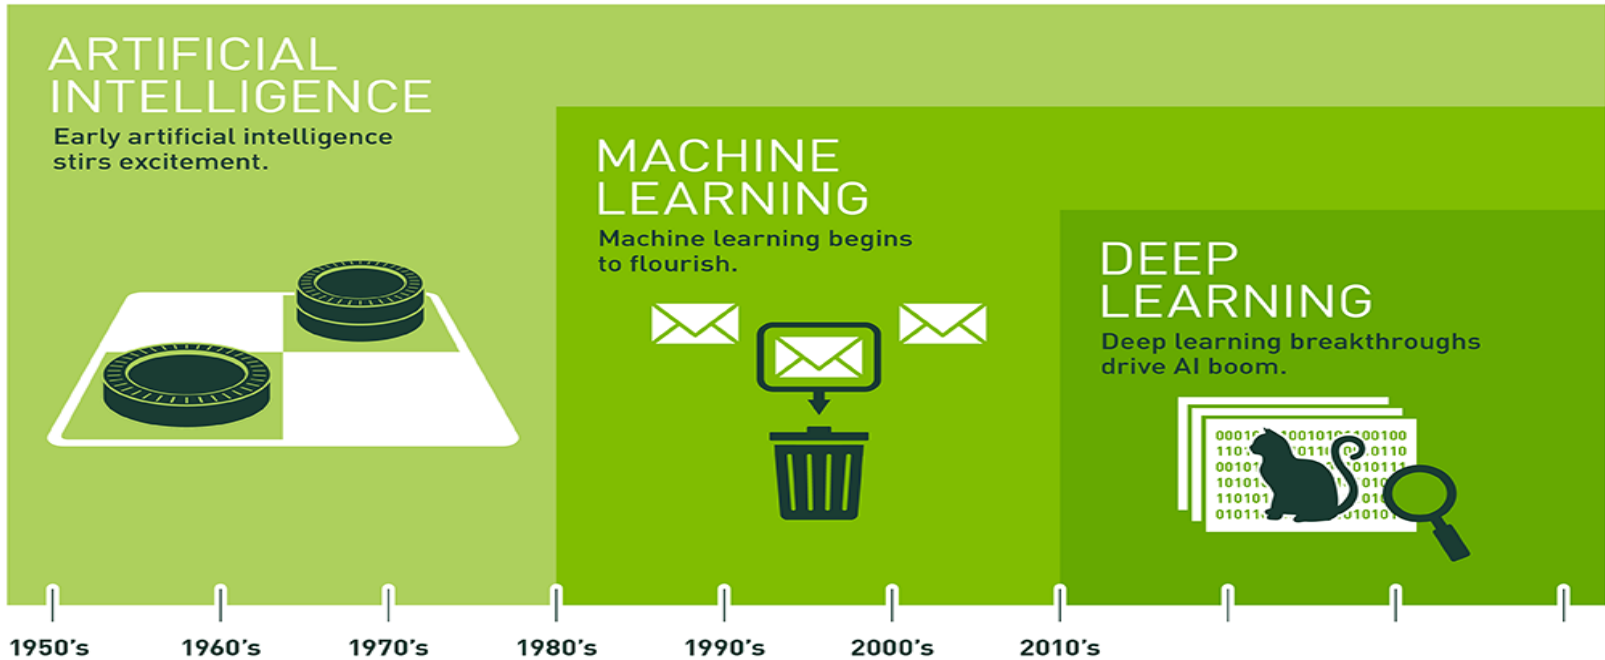 ARTIFICIAL
INTELLIGENCE
Early artificial intelligence
stirs excitement.
MACHINE
LEARNING
Machine learning begins
to flourish.
DEEP
LEARNING
Deep learning breakthroughs
drive AI boom.
1950's
1960's
1970's
1980's
1990's
2000's
2010's